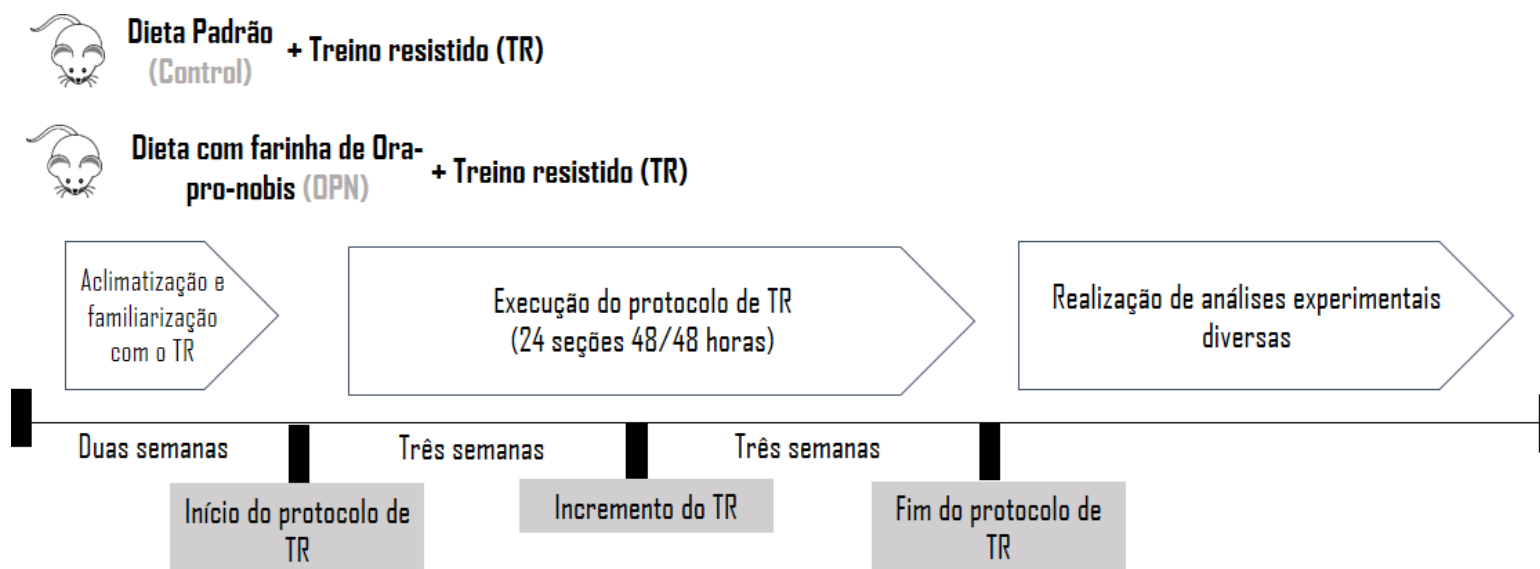 Dieta Padrão
(Control)
+ Treino resistido (TR)
Dieta com farinha de Ora-
pro-nobis (OPN)
+ Treino resistido (TR)
Aclimatização e
familiarização
com o TR
Execução do protocolo de TR
(24 seções 48/48 horas)
Realização de análises experimentais
diversas
Duas semanas
Três semanas
Três semanas
Início do protocolo de
TR
Incremento do TR
Fim do protocolo de
TR